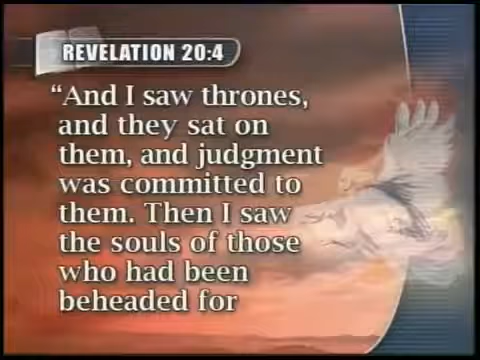 REVELATION 20:4
“And I saw thrones,
and they sat on
them, and judgment
was committed to
them. Then I saw
the souls of those
who had been
beheaded for